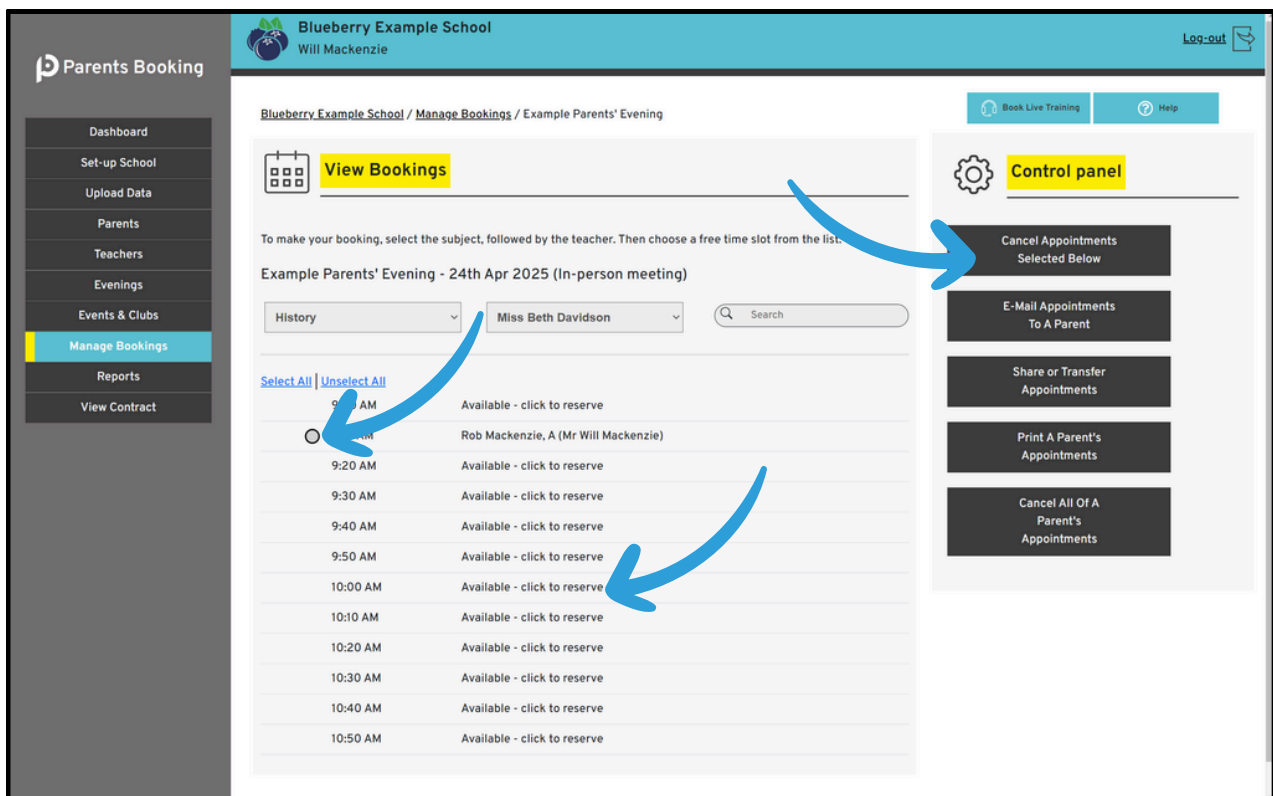 Parents Booking
Dashboard
Set-up School
Upload Data
Parents
Teachers
Evenings
Events & Clubs
Manage Bookings
Reports
View Contract
Blueberry Example School
Will Mackenzie
Log-out
Blueberry Example School / Manage Bookings / Example Parents' Evening
Book Live Training
Help
View Bookings
To make your booking, select the subject, followed by the teacher. Then choose a free time slot from the list.
Example Parents' Evening - 24th Apr 2025 (In-person meeting)
History
Miss Beth Davidson
Search
Select All | Unselect All
AM Available - click to reserve
AM Rob Mackenzie, A (Mr Will Mackenzie)
9:20 AM Available - click to reserve
9:30 AM Available - click to reserve
9:40 AM Available - click to reserve
9:50 AM Available - click to reserve
10:00 AM Available - click to reserve
10:10 AM Available - click to reserve
10:20 AM Available - click to reserve
10:30 AM Available - click to reserve
10:40 AM Available - click to reserve
10:50 AM Available - click to reserve
Control panel
Cancel Appointments
Selected Below
E-Mail Appointments
To A Parent
Share or Transfer
Appointments
Print A Parent's
Appointments
Cancel All Of A
Parent's
Appointments